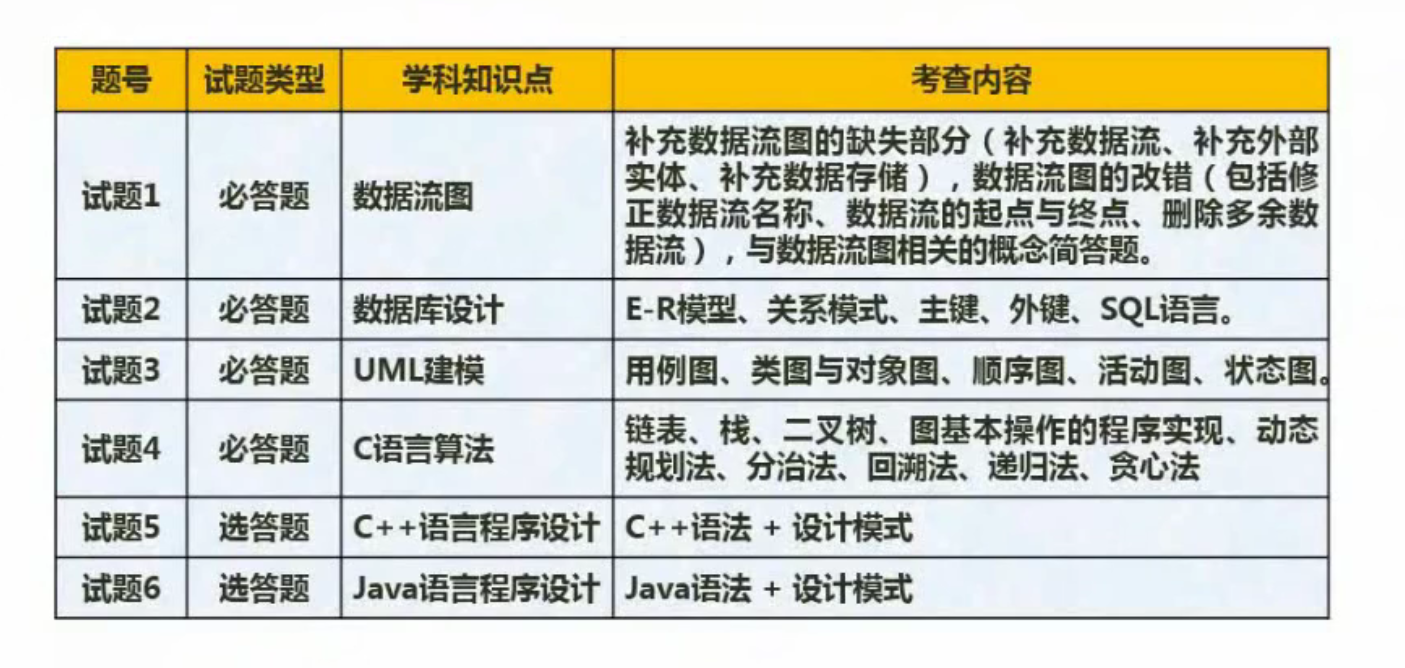 题号 试题类型 学科知识点 考查内容
试题1 必答题 数据流图 补充数据流图的缺失部分（补充数据流、补充外部
实体、补充数据存储），数据流图的改错（包括修
正数据流名称、数据流的起点与终点、删除多余数
据流），与数据流图相关的概念简答题。
试题2 必答题 数据库设计 E-R模型、关系模式、主键、外键、SQL语言。
试题3 必答题 UML建模 用例图、类图与对象图、顺序图、活动图、状态图。
试题4 必答题 C语言算法 链表、栈、二叉树、图基本操作的程序实现、动态
规划法、分治法、回溯法、递归法、贪心法
试题5 选答题 C++语言程序设计 C++语法 + 设计模式
试题6 选答题 Java语言程序设计 Java语法 + 设计模式